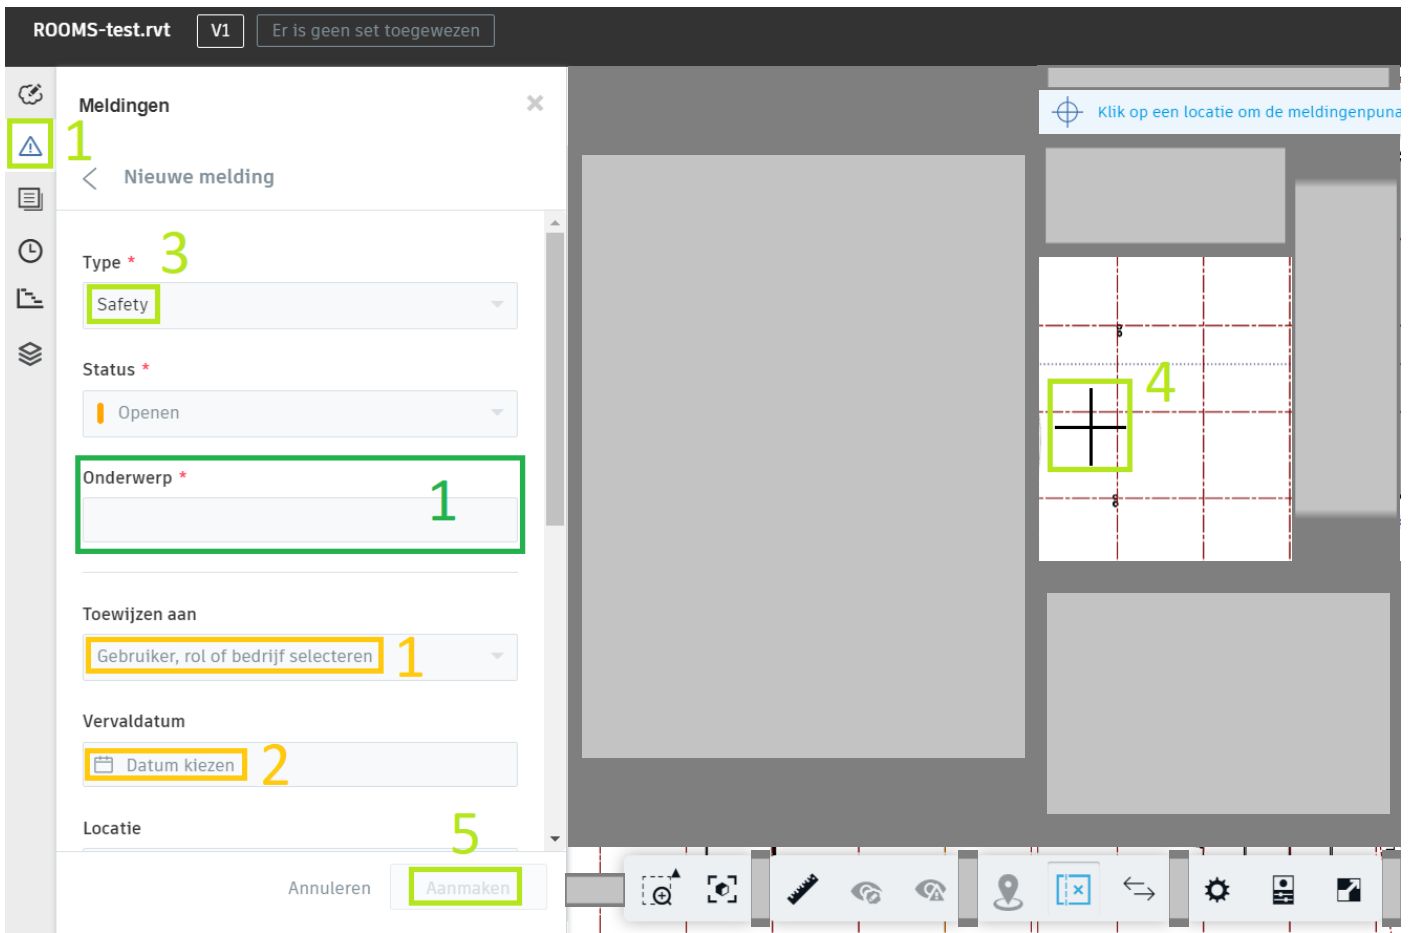 ROOMS-test.rvt V1 Er is geen set toegewezen
Meldingen
1
Nieuwe melding
Klik op een locatie om de meldingenpuna
Type * 3
Safety
Status *
Openen
4
Onderwerp *
1
Toewijzen aan
Gebruiker, rol of bedrijf selecteren 1
Vervaldatum
Datum kiezen 2
Locatie
5
Annuleren Aanmaken